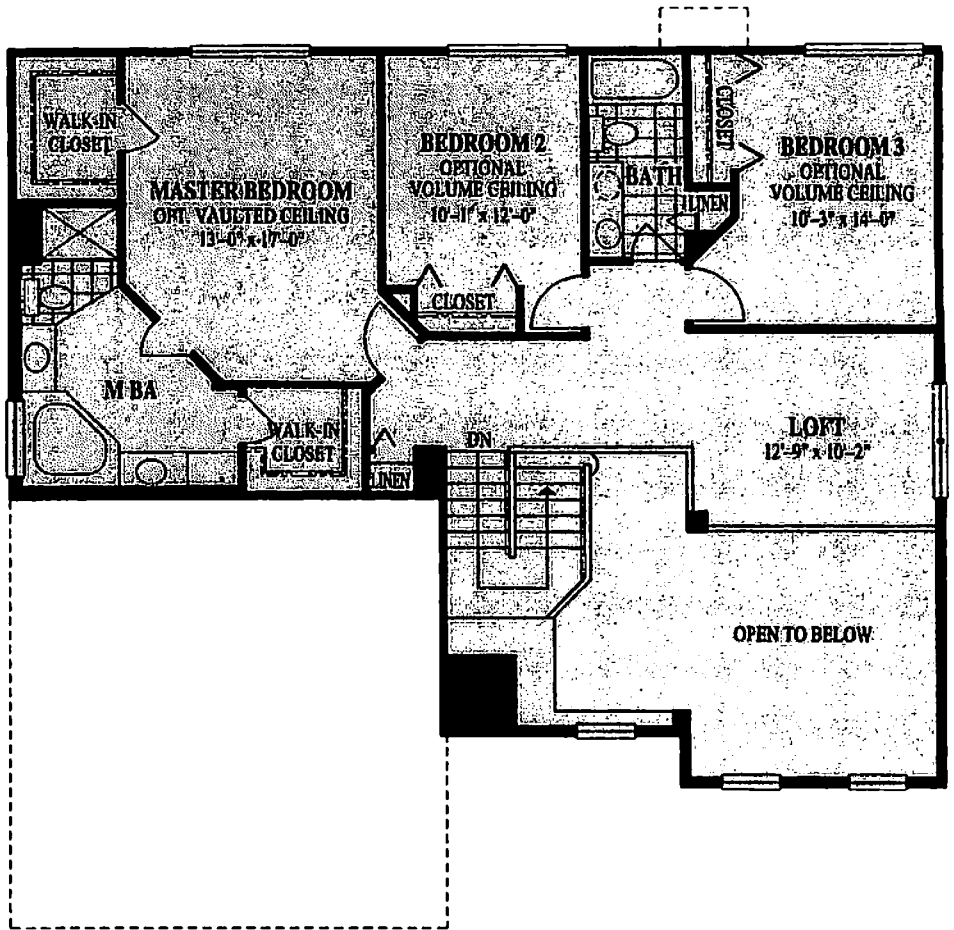 WALK-IN
CLOSET
MASTER BEDROOM
OPT. VAULTED CEILING
13'-0" x 17'-0"
BEDROOM 2
OPTIONAL
VOLUME CEILING
10'-1" x 12'-0"
CLOSET
BATH
LINEN
CLOSET
BEDROOM 3
OPTIONAL
VOLUME CEILING
10'-3" x 14'-0"
M BA
WALK-IN
CLOSET
LINEN
DN
LOFT
12'-9" x 10'-2"
OPEN TO BELOW